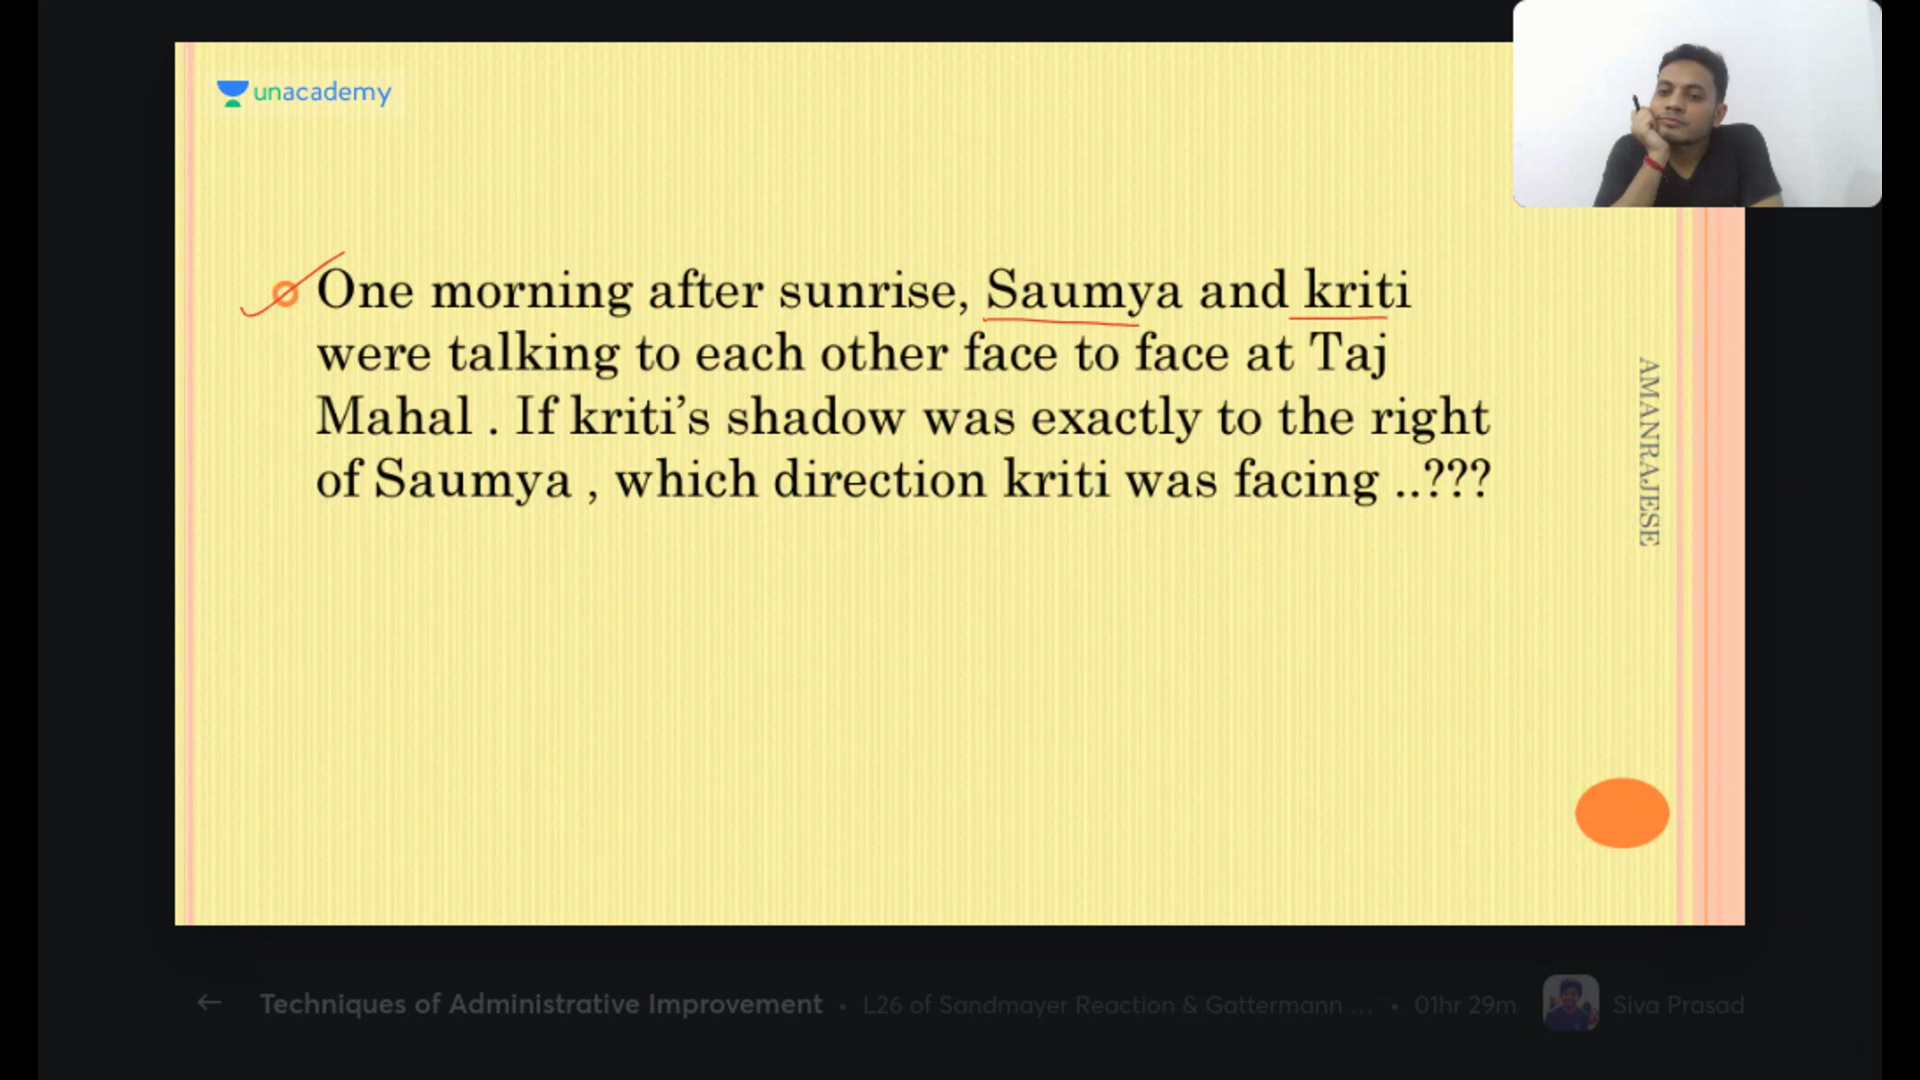 unacademy
One morning after sunrise, Saumya and kriti
were talking to each other face to face at Taj
Mahal . If kriti’s shadow was exactly to the right
of Saumya , which direction kriti was facing ..???
AMANRAJESE
Techniques of Administrative Improvement • L26 of Sandmayer Reaction & Gattermann ... • 01hr 29m Siva Prasad